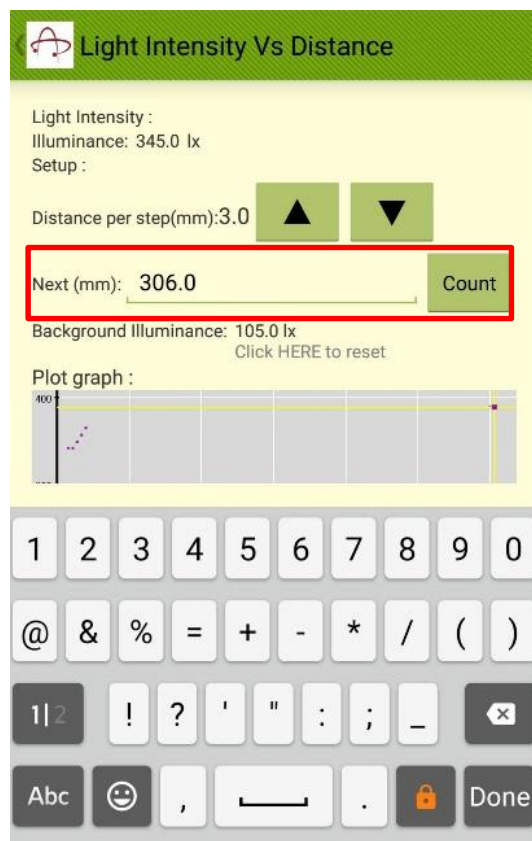 Light Intensity Vs Distance
Light Intensity :
Illuminance: 345.0 lx
Setup :
Distance per step(mm):3.0 ▲ ▼
Next (mm): 306.0 Count
Background Illuminance: 105.0 lx
Click HERE to reset
Plot graph :
400
1 2 3 4 5 6 7 8 9 0
@ & % = + - * / ( )
1|2 ! ? ' " : ; _
Abc , .  Done